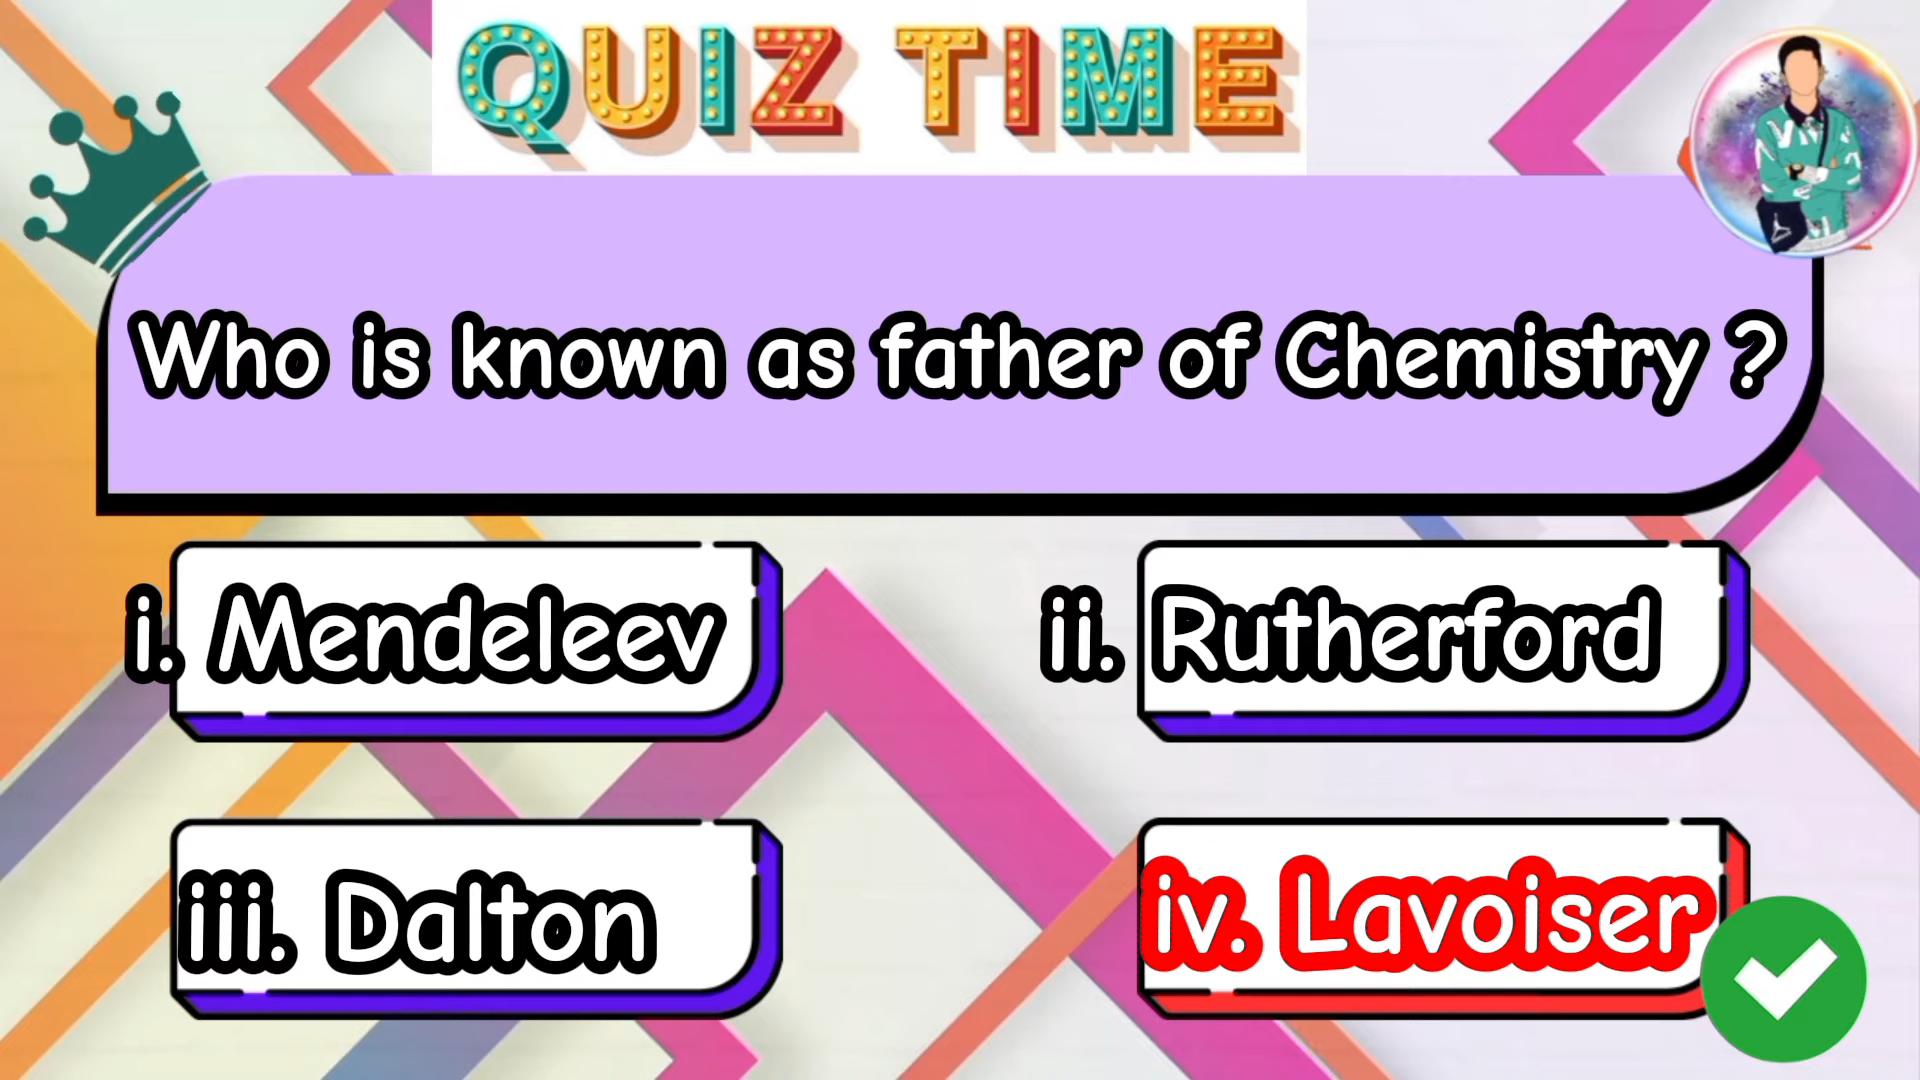 QUIZ TIME
Who is known as father of Chemistry ?
i. Mendeleev
ii. Rutherford
iii. Dalton
iv. Lavoiser